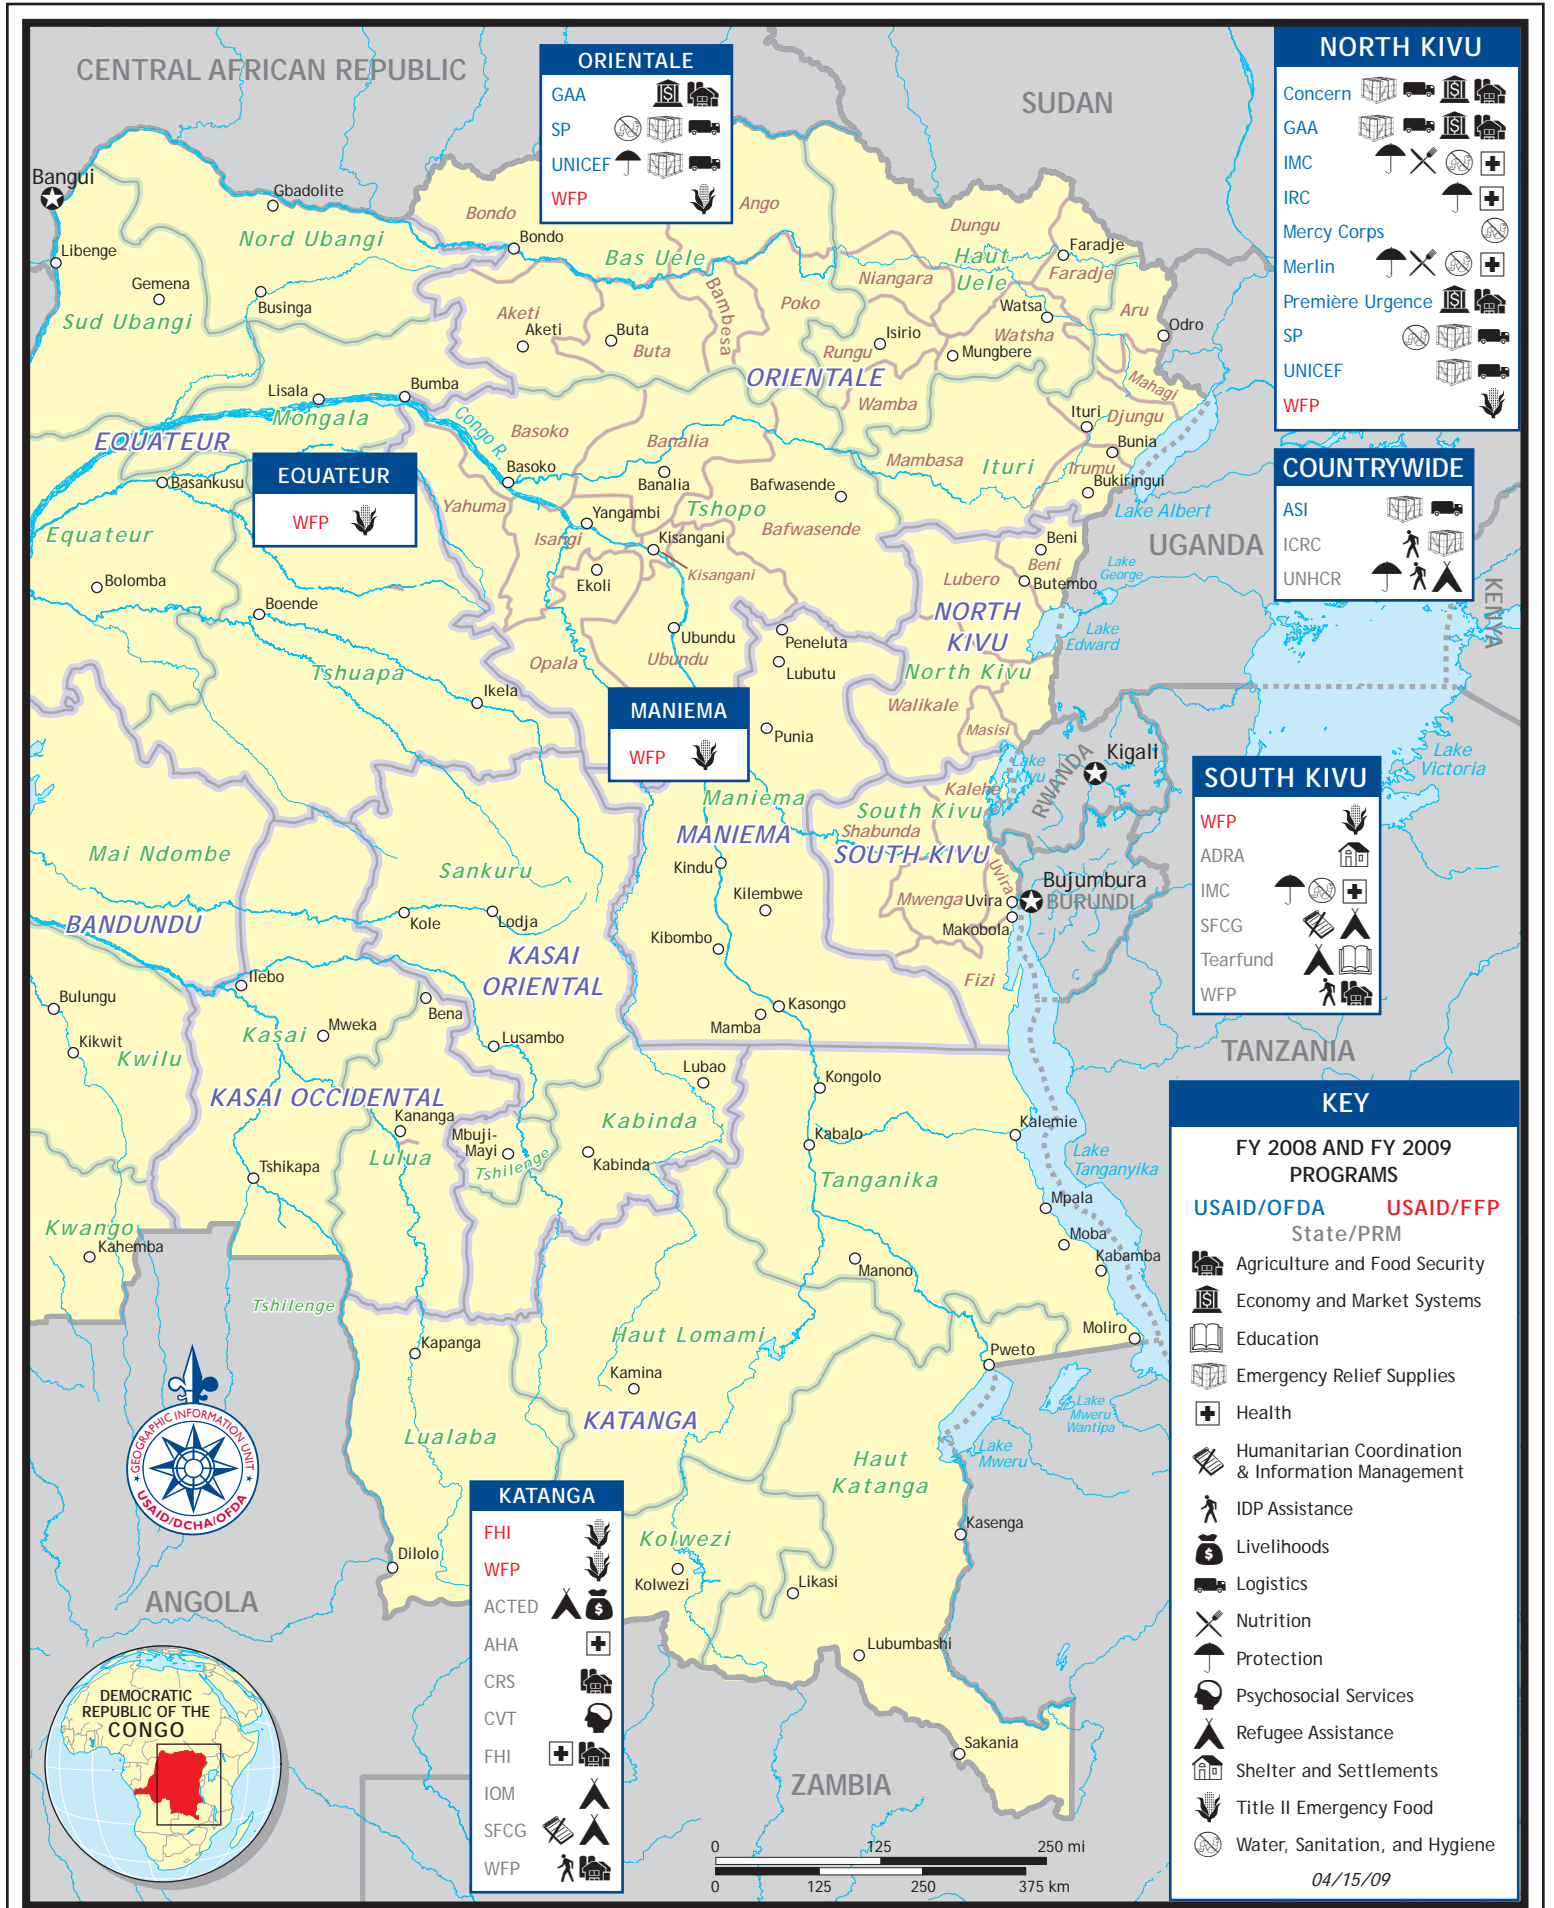 CENTRAL AFRICAN REPUBLIC
SUDAN
UGANDA
KENYA
RWANDA
BURUNDI
TANZANIA
ANGOLA
ZAMBIA
ORIENTALE
GAA
SP
UNICEF
WFP
NORTH KIVU
Concern
GAA
IMC
IRC
Mercy Corps
Merlin
Première Urgence
SP
UNICEF
WFP
COUNTRYWIDE
ASI
ICRC
UNHCR
EQUATEUR
WFP
MANIEMA
WFP
SOUTH KIVU
WFP
ADRA
IMC
SFCG
Tearfund
WFP
KATANGA
FHI
WFP
ACTED
AHA
CRS
CVT
FHI
IOM
SFCG
WFP
KEY
FY 2008 AND FY 2009
PROGRAMS
USAID/OFDA USAID/FFP
State/PRM
Agriculture and Food Security
Economy and Market Systems
Education
Emergency Relief Supplies
Health
Humanitarian Coordination
& Information Management
IDP Assistance
Livelihoods
Logistics
Nutrition
Protection
Psychosocial Services
Refugee Assistance
Shelter and Settlements
Title II Emergency Food
Water, Sanitation, and Hygiene
04/15/09
Bangui
Gbadolite
Libenge
Nord Ubangi
Gemena
Businga
Sud Ubangi
Bondo
Bondo
Ango
Bas Uele
Dungu
Haut
Uele
Faradje
Faradje
Niangara
Bambesa
Poko
Aketi
Aketi
Buta
Buta
Watsa
Watsha
Aru
Odro
Isirio
Rungu
Mungbere
ORIENTALE
Mahagi
Lisala
Bumba
Mongala
Congo R.
EQUATEUR
Wamba
Ituri
Djungu
Bunia
Basoko
Banalia
Mambasa
Ituri
Irumu
Basankusu
Basoko
Banalia
Bafwasende
Bukiringui
Yahuma
Yangambi
Tshopo
Bafwasende
Lake Albert
Equateur
Isangi
Kisangani
Kisangani
Beni
Beni
Ekoli
Lubero
Butembo
Lake
George
Bolomba
Boende
NORTH
KIVU
Lake
Edward
Ubundu
Ubundu
Peneluta
Lubutu
Opala
Tshuapa
North Kivu
Ikela
Walikale
Masisi
Punia
Lake
Kivu
Kigali
Lake
Victoria
Maniema
Kalehe
South Kivu
Shabunda
MANIEMA
SOUTH KIVU
Mai Ndombe
Sankuru
Kindu
Uvira
Kilembwe
Mwenga
Uvira
Bujumbura
Makobola
BANDUNDU
Kole
Lodja
Kibombo
KASAI
ORIENTAL
Fizi
Ilebo
Bulungu
Bena
Kasongo
Mamba
Kasai
Mweka
Kikwit
Kwilu
Lusambo
Lubao
Kongolo
KASAI OCCIDENTAL
Kananga
Kabinda
Mbuji-
Mayi
Kabalo
Kalemie
Lulua
Tshilenge
Kabinda
Lake
Tanganyika
Tshikapa
Tanganika
Mpala
Kwango
Kahemba
Moba
Kabamba
Manono
Tshilenge
Haut Lomami
Moliro
Kapanga
Pweto
Kamina
Lake
Mweru
Wantipa
KATANGA
Lualaba
Lake
Mweru
Haut
Katanga
Kolwezi
Kasenga
Dilolo
Kolwezi
Likasi
Lubumbashi
Sakania
GEOGRAPHIC INFORMATION UNIT
USAID/DCHA/OFDA
DEMOCRATIC
REPUBLIC OF THE
CONGO
0 125 250 mi
0 125 250 375 km